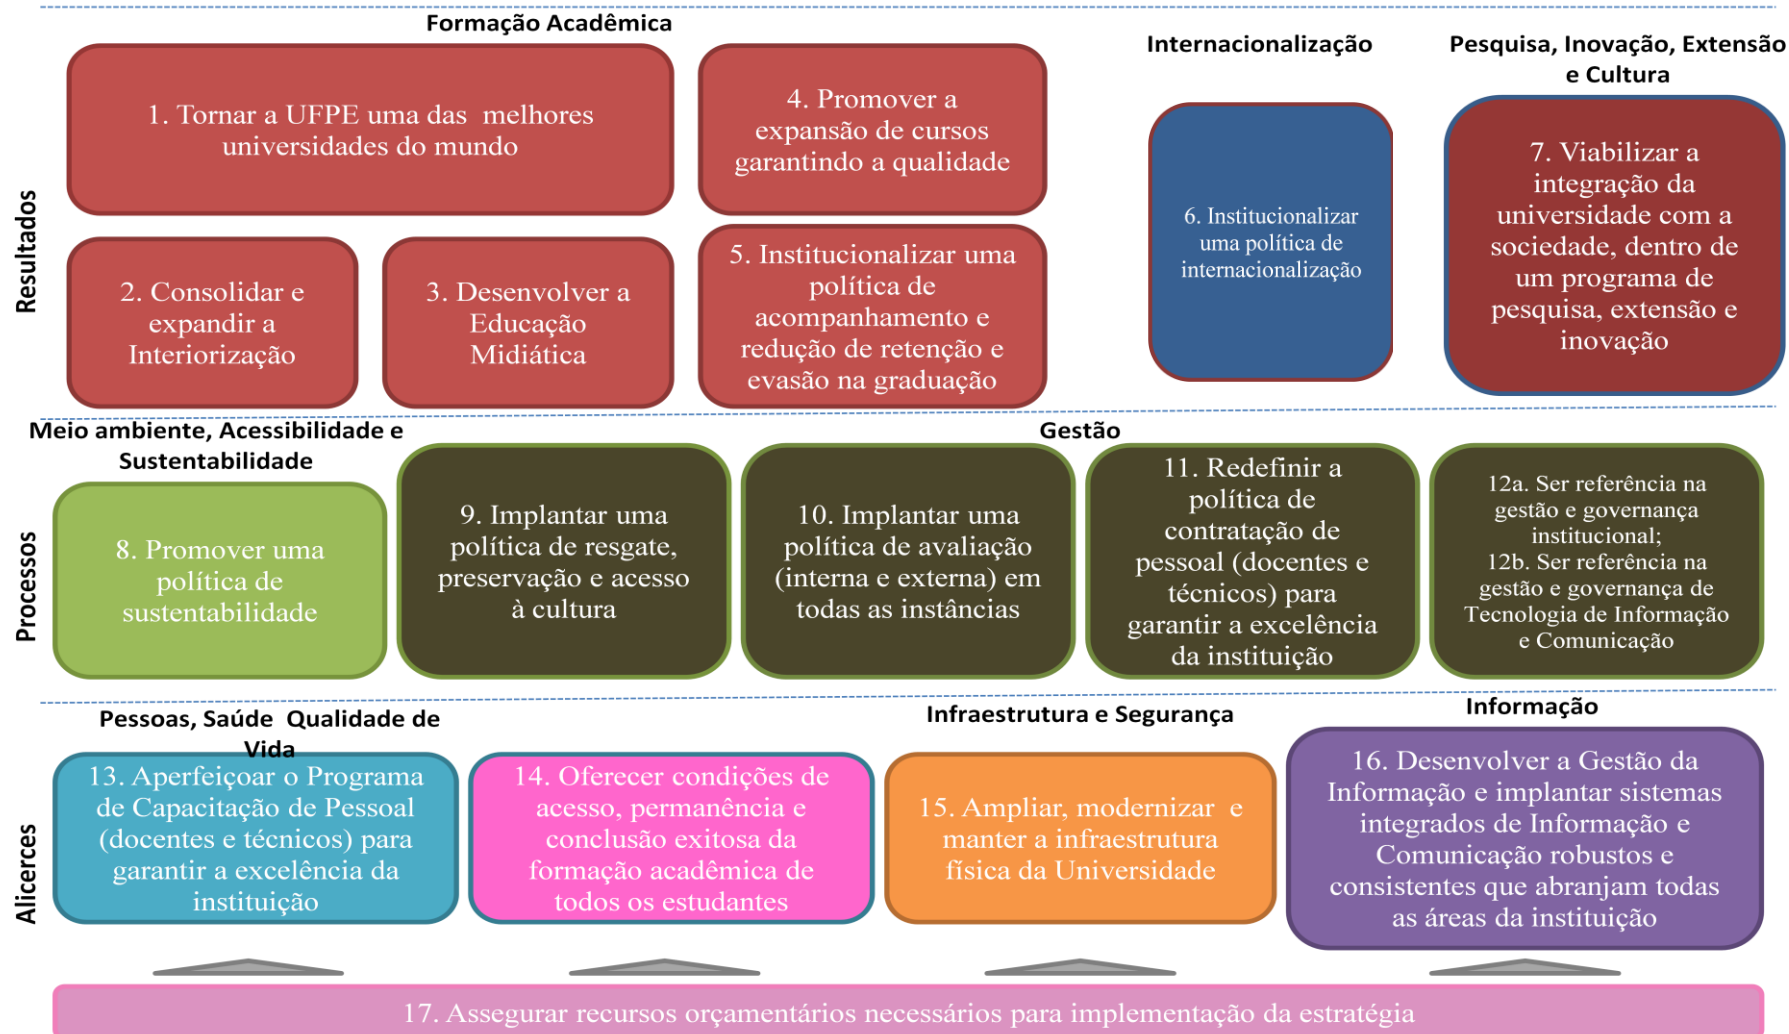 Formação Acadêmica
1. Tornar a UFPE uma das melhores
universidades do mundo
4. Promover a
expansão de cursos
garantindo a qualidade
2. Consolidar e
expandir a
Interiorização
3. Desenvolver a
Educação
Midiática
5. Institucionalizar uma
política de
acompanhamento e
redução de retenção e
evasão na graduação
Internacionalização
6. Institucionalizar
uma política de
internacionalização
Pesquisa, Inovação, Extensão
e Cultura
7. Viabilizar a
integração da
universidade com a
sociedade, dentro de
um programa de
pesquisa, extensão e
inovação
Resultados
Meio ambiente, Acessibilidade e
Sustentabilidade
8. Promover uma
política de
sustentabilidade
Gestão
9. Implantar uma
política de resgate,
preservação e acesso
à cultura
10. Implantar uma
política de avaliação
(interna e externa) em
todas as instâncias
11. Redefinir a
política de
contratação de
pessoal (docentes e
técnicos) para
garantir a excelência
da instituição
12a. Ser referência na
gestão e governança
institucional;
12b. Ser referência na
gestão e governança de
Tecnologia de Informação
e Comunicação
Processos
Pessoas, Saúde Qualidade de
Vida
13. Aperfeiçoar o Programa
de Capacitação de Pessoal
(docentes e técnicos) para
garantir a excelência da
instituição
14. Oferecer condições de
acesso, permanência e
conclusão exitosa da
formação acadêmica de
todos os estudantes
Infraestrutura e Segurança
15. Ampliar, modernizar e
manter a infraestrutura
física da Universidade
Informação
16. Desenvolver a Gestão da
Informação e implantar sistemas
integrados de Informação e
Comunicação robustos e
consistentes que abranjam todas
as áreas da instituição
Alicerces
17. Assegurar recursos orçamentários necessários para implementação da estratégia